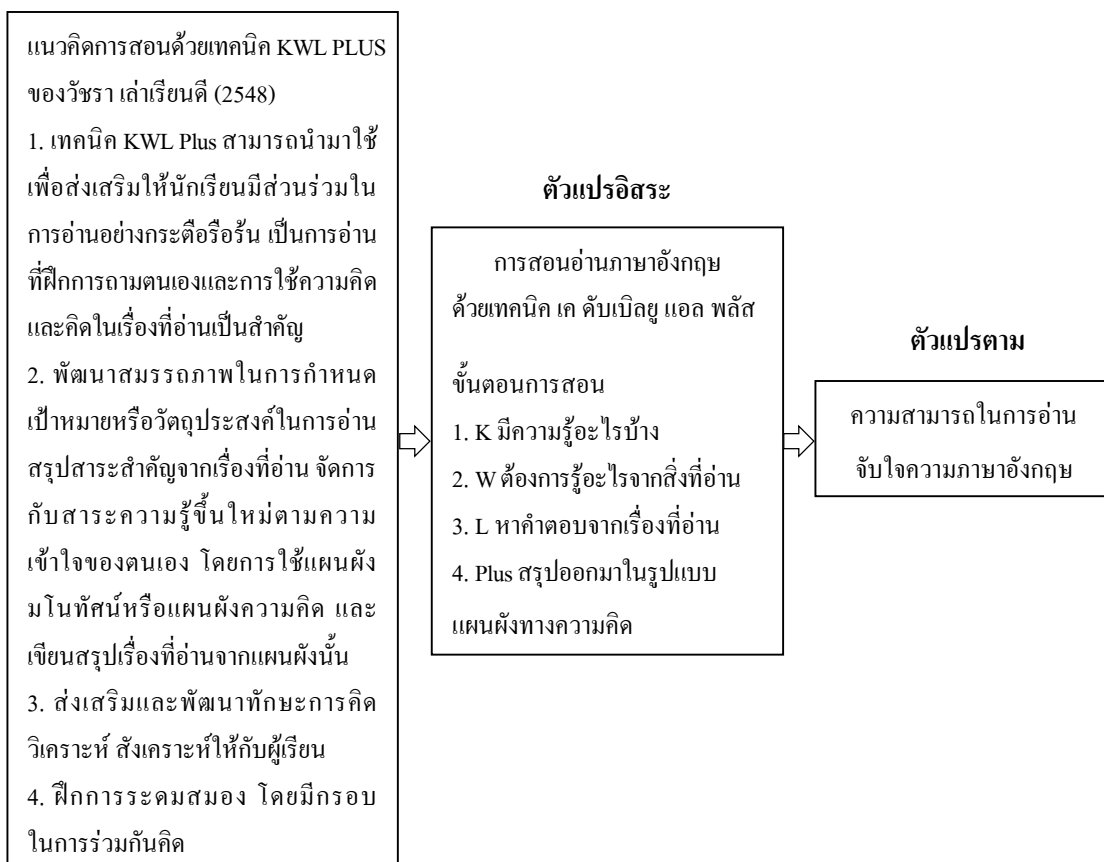 แนวคิดการสอนด้วยเทคนิค KWL PLUS
ของวัชรา เล่าเรียนดี (2548)
1. เทคนิค KWL Plus สามารถนำมาใช้
เพื่อส่งเสริมให้นักเรียนมีส่วนร่วมใน
การอ่านอย่างกระตือรือร้น เป็นการอ่าน
ที่ฝึกการถามตนเองและการใช้ความคิด
และคิดในเรื่องที่อ่านเป็นสำคัญ
2. พัฒนาสมรรถภาพในการกำหนด
เป้าหมายหรือวัตถุประสงค์ในการอ่าน
สรุปสาระสำคัญจากเรื่องที่อ่าน จัดการ
กับสาระความรู้ขึ้นใหม่ตามความ
เข้าใจของตนเอง โดยการใช้แผนผัง
มโนทัศน์หรือแผนผังความคิด และ
เขียนสรุปเรื่องที่อ่านจากแผนผังนั้น
3. ส่งเสริมและพัฒนาทักษะการคิด
วิเคราะห์ สังเคราะห์ให้กับผู้เรียน
4. ฝึกการระดมสมอง โดยมีกรอบ
ในการร่วมกันคิด
ตัวแปรอิสระ
การสอนอ่านภาษาอังกฤษ
ด้วยเทคนิค เค ดับเบิลยู แอล พลัส
ขั้นตอนการสอน
1. K มีความรู้อะไรบ้าง
2. W ต้องการรู้อะไรจากสิ่งที่อ่าน
3. L หาคำตอบจากเรื่องที่อ่าน
4. Plus สรุปออกมาในรูปแบบ
แผนผังทางความคิด
ตัวแปรตาม
ความสามารถในการอ่าน
จับใจความภาษาอังกฤษ